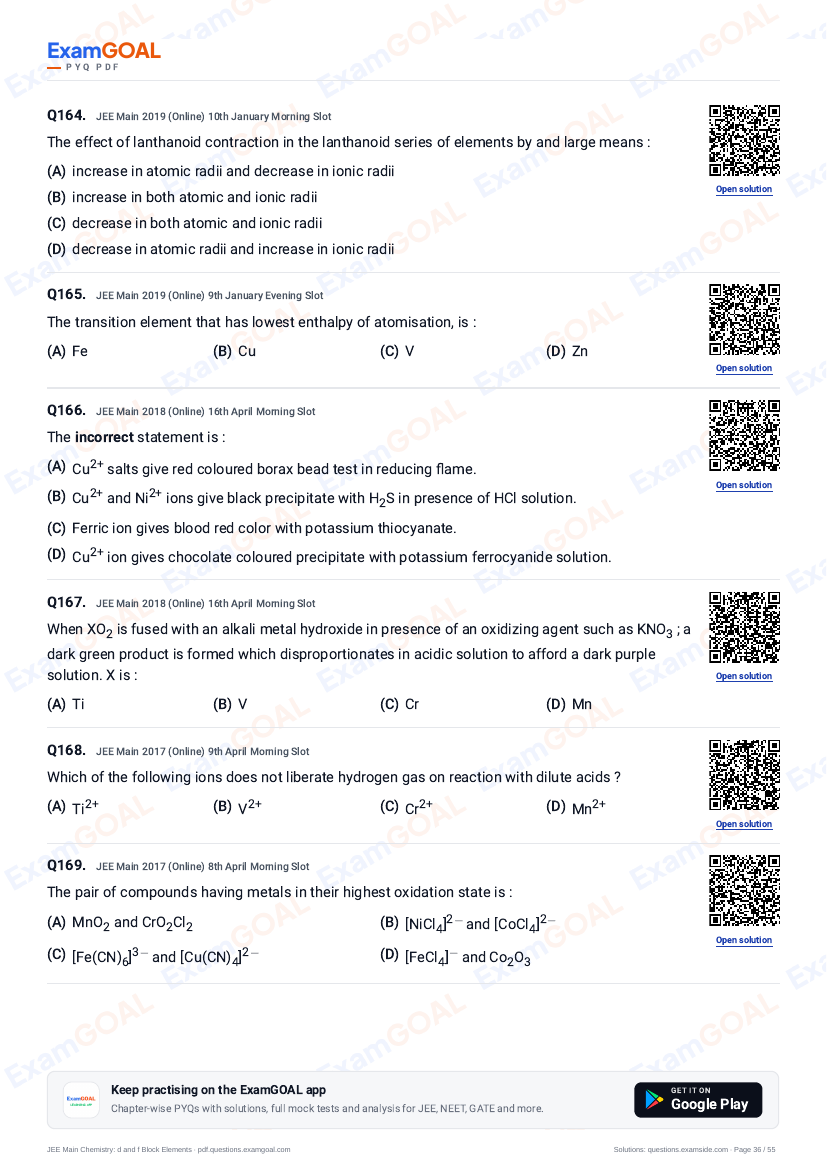 ExamGOAL
PYQ PDF
Q164. JEE Main 2019 (Online) 10th January Morning Slot
The effect of lanthanoid contraction in the lanthanoid series of elements by and large means :
(A) increase in atomic radii and decrease in ionic radii
(B) increase in both atomic and ionic radii
(C) decrease in both atomic and ionic radii
(D) decrease in atomic radii and increase in ionic radii
Open solution
Q165. JEE Main 2019 (Online) 9th January Evening Slot
The transition element that has lowest enthalpy of atomisation, is :
(A) Fe (B) Cu (C) V (D) Zn
Open solution
Q166. JEE Main 2018 (Online) 16th April Morning Slot
The incorrect statement is :
(A) Cu²⁺ salts give red coloured borax bead test in reducing flame.
(B) Cu²⁺ and Ni²⁺ ions give black precipitate with H₂S in presence of HCl solution.
(C) Ferric ion gives blood red color with potassium thiocyanate.
(D) Cu²⁺ ion gives chocolate coloured precipitate with potassium ferrocyanide solution.
Open solution
Q167. JEE Main 2018 (Online) 16th April Morning Slot
When XO₂ is fused with an alkali metal hydroxide in presence of an oxidizing agent such as KNO₃ ; a
dark green product is formed which disproportionates in acidic solution to afford a dark purple
solution. X is :
(A) Ti (B) V (C) Cr (D) Mn
Open solution
Q168. JEE Main 2017 (Online) 9th April Morning Slot
Which of the following ions does not liberate hydrogen gas on reaction with dilute acids ?
(A) Ti²⁺ (B) V²⁺ (C) Cr²⁺ (D) Mn²⁺
Open solution
Q169. JEE Main 2017 (Online) 8th April Morning Slot
The pair of compounds having metals in their highest oxidation state is :
(A) MnO₂ and CrO₂Cl₂ (B) [NiCl₄]²⁻ and [CoCl₄]²⁻
(C) [Fe(CN)₆]³⁻ and [Cu(CN)₄]²⁻ (D) [FeCl₄]⁻ and Co₂O₃
Open solution
ExamGOAL
Keep practising on the ExamGOAL app
Chapter-wise PYQs with solutions, full mock tests and analysis for JEE, NEET, GATE and more.
GET IT ON
Google Play
JEE Main Chemistry: d and f Block Elements · pdf.questions.examgoal.com
Solutions: questions.examside.com · Page 36 / 55